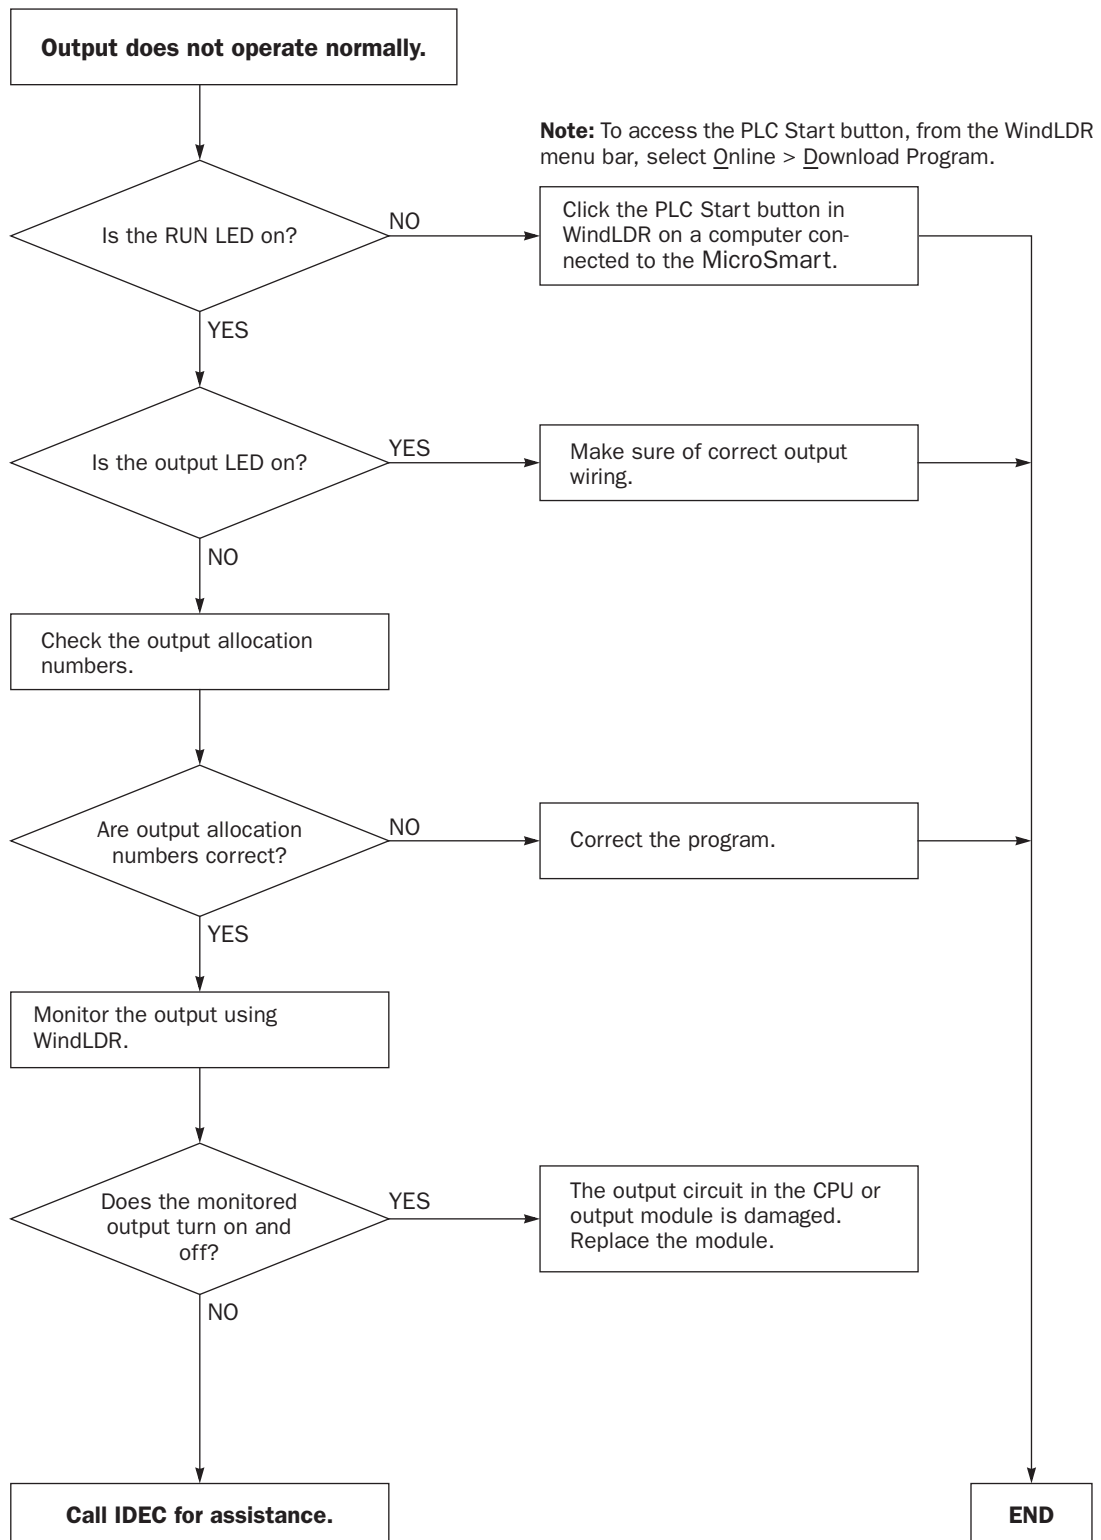 Output does not operate normally.
Note: To access the PLC Start button, from the WindLDR
menu bar, select Online > Download Program.
Is the RUN LED on?
NO
Click the PLC Start button in
WindLDR on a computer con-
nected to the MicroSmart.
YES
Is the output LED on?
YES
Make sure of correct output
wiring.
NO
Check the output allocation
numbers.
Are output allocation
numbers correct?
NO
Correct the program.
YES
Monitor the output using
WindLDR.
Does the monitored
output turn on and
off?
YES
The output circuit in the CPU or
output module is damaged.
Replace the module.
NO
Call IDEC for assistance.
END